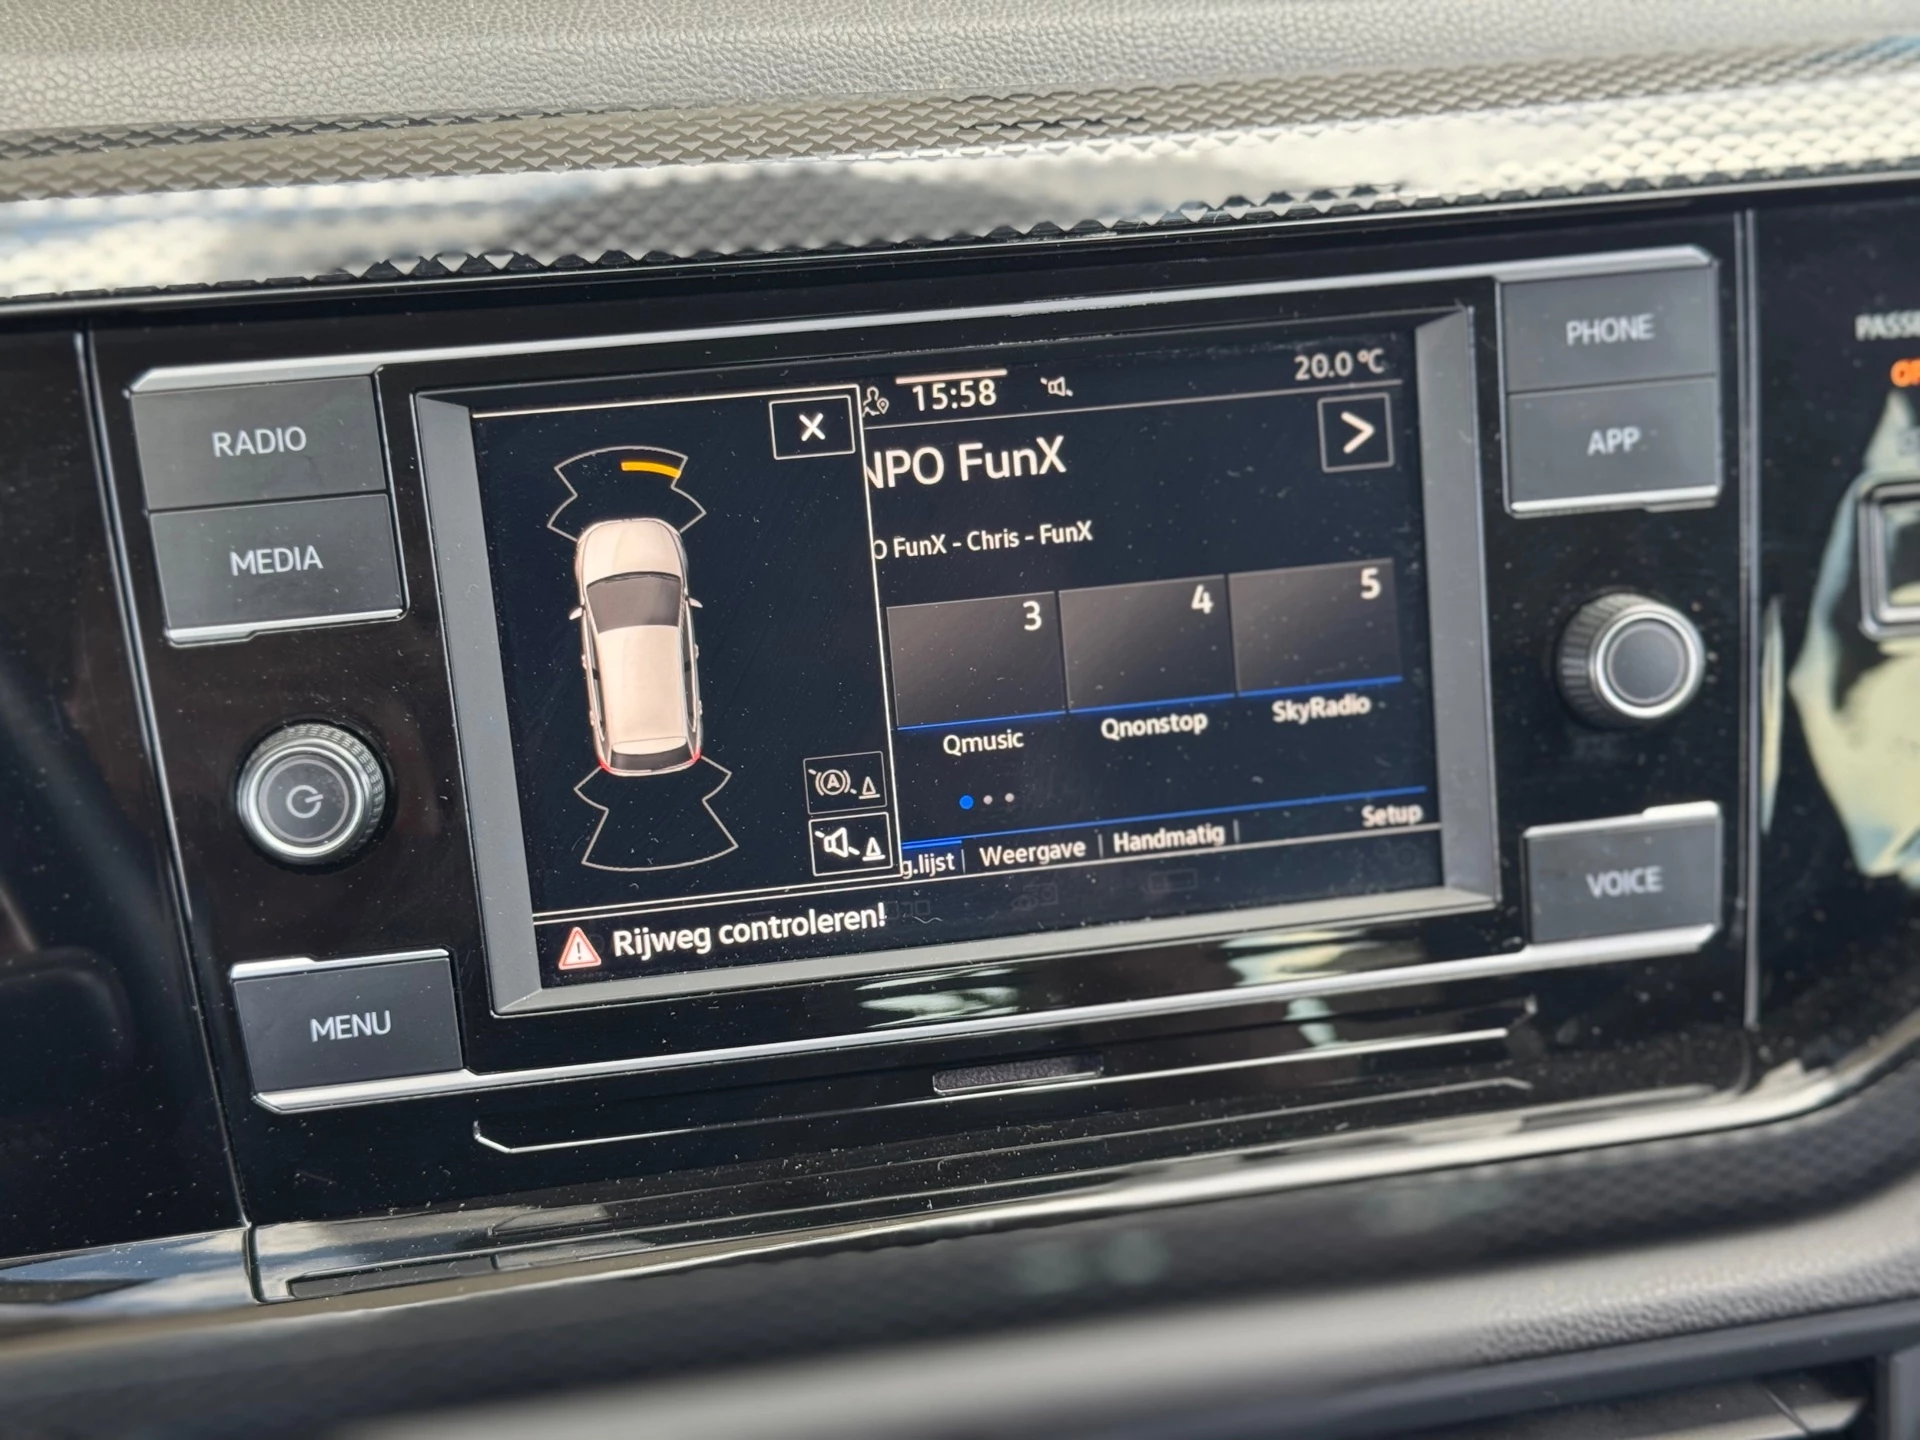 RADIO
MEDIA
MENU
PHONE
APP
VOICE
15:58
20.0 °C
NPO FunX
FunX - Chris - FunX
3
4
5
Qmusic
Qnonstop
SkyRadio
g.lijst
Weergave
Handmatig
Setup
Rijweg controleren!
A